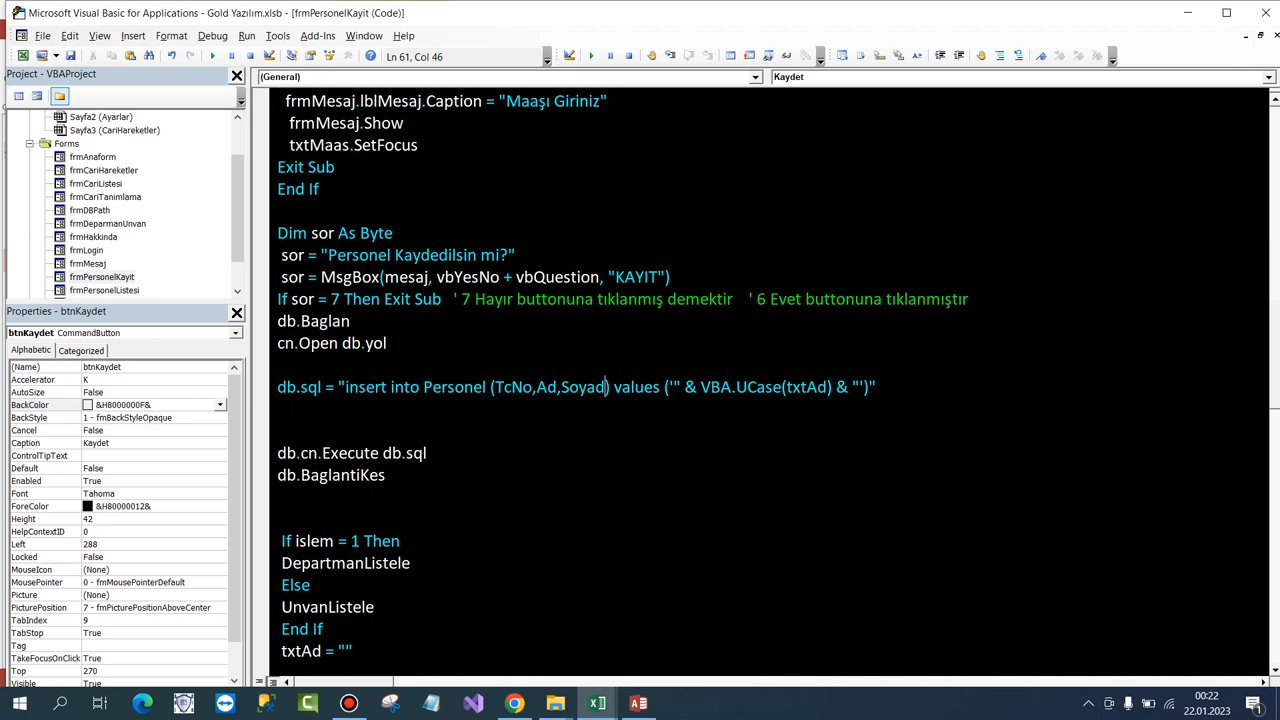 Microsoft Visual Basic for Applications - Gold Yazılım.xlsb - [frmPersonelKayit (Code)]
File Edit View Insert Format Debug Run Tools Add-Ins Window Help
Ln 61, Col 46
Project - VBAProject
(General)
Kaydet
Sayfa2 (Ayarlar)
Sayfa3 (CariHareketler)
Forms
frmAnaform
frmCariHareketler
frmCariListesi
frmCariTanimlama
frmDBPath
frmDeparmanUnvan
frmHakkinda
frmLogin
frmMesaj
frmPersonelKayit
frmPersonelListesi
Properties - btnKaydet
btnKaydet CommandButton
Alphabetic Categorized
(Name) btnKaydet
Accelerator K
AutoSize False
BackColor &H8000000F&
BackStyle 1 - fmBackStyleOpaque
Cancel False
Caption Kaydet
ControlTipText
Default False
Enabled True
Font Tahoma
ForeColor &H80000012&
Height 42
HelpContextID 0
Left 288
Locked False
MouseIcon (None)
MousePointer 0 - fmMousePointerDefault
Picture (None)
PicturePosition 7 - fmPicturePositionAboveCenter
TabIndex 9
TabStop True
Tag
TakeFocusOnClick True
Top 270
Visible True
frmMesaj.lblMesaj.Caption = "Maaşı Giriniz"
frmMesaj.Show
txtMaas.SetFocus
Exit Sub
End If
Dim sor As Byte
sor = "Personel Kaydedilsin mi?"
sor = MsgBox(mesaj, vbYesNo + vbQuestion, "KAYIT")
If sor = 7 Then Exit Sub ' 7 Hayır buttonuna tıklanmış demektir ' 6 Evet buttonuna tıklanmıştır
db.Baglan
cn.Open db.yol
db.sql = "insert into Personel (TcNo,Ad,Soyad) values ('" & VBA.UCase(txtAd) & "')"
db.cn.Execute db.sql
db.BaglantiKes
If islem = 1 Then
DepartmanListele
Else
UnvanListele
End If
txtAd = ""
00:22
22.01.2023